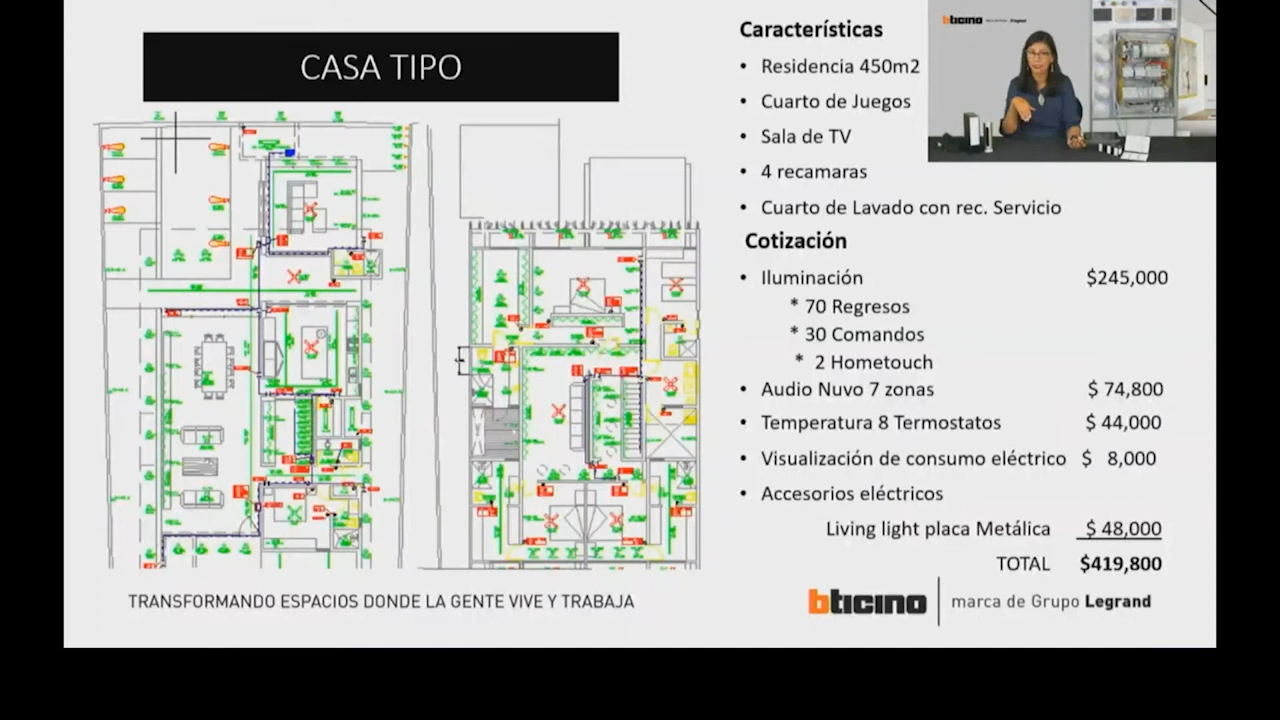 CASA TIPO
Características
• Residencia 450m2
• Cuarto de Juegos
• Sala de TV
• 4 recamaras
• Cuarto de Lavado con rec. Servicio
Cotización
• Iluminación $245,000
* 70 Regresos
* 30 Comandos
* 2 Hometouch
• Audio Nuvo 7 zonas $ 74,800
• Temperatura 8 Termostatos $ 44,000
• Visualización de consumo eléctrico $ 8,000
• Accesorios eléctricos
Living light placa Metálica $ 48,000
TOTAL $419,800
TRANSFORMANDO ESPACIOS DONDE LA GENTE VIVE Y TRABAJA
bticino marca de Grupo Legrand
bticino